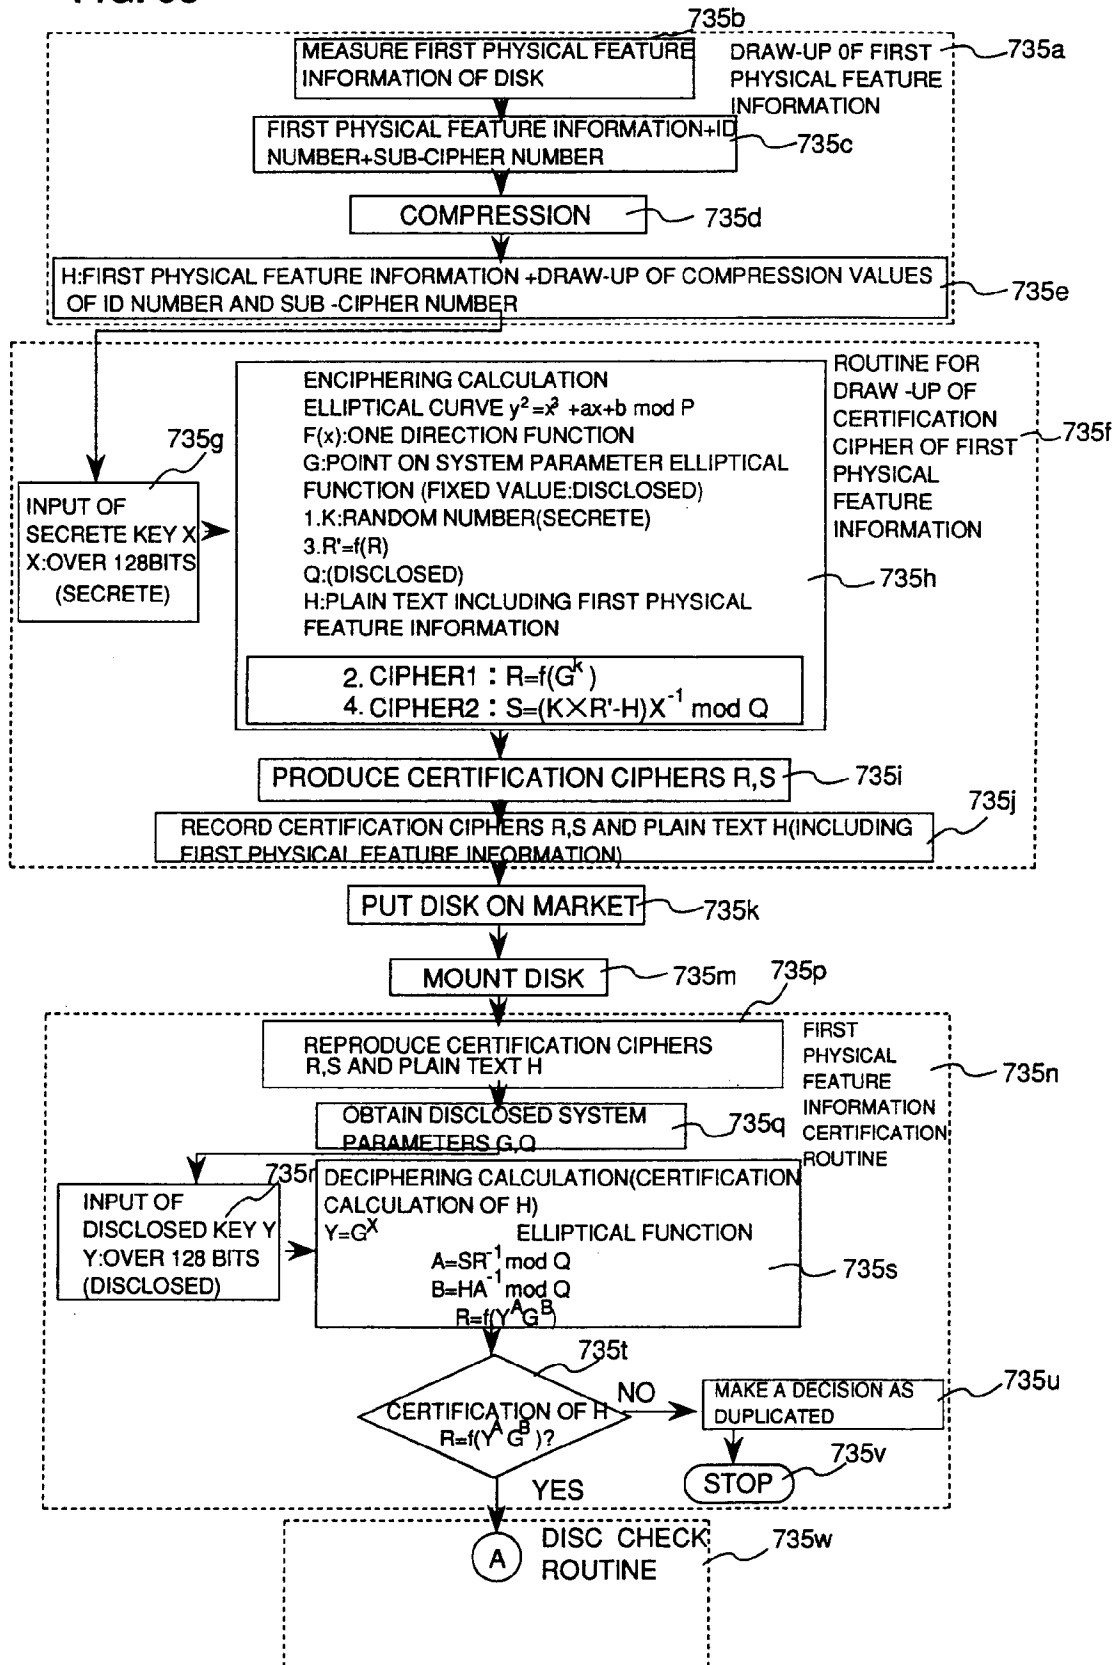 735b
MEASURE FIRST PHYSICAL FEATURE
INFORMATION OF DISK
DRAW-UP OF FIRST
PHYSICAL FEATURE
INFORMATION
735a
FIRST PHYSICAL FEATURE INFORMATION+ID
NUMBER+SUB-CIPHER NUMBER
735c
COMPRESSION
735d
H:FIRST PHYSICAL FEATURE INFORMATION +DRAW-UP OF COMPRESSION VALUES
OF ID NUMBER AND SUB -CIPHER NUMBER
735e
ROUTINE FOR
DRAW -UP OF
CERTIFICATION
CIPHER OF FIRST
PHYSICAL
FEATURE
INFORMATION
735f
735g
INPUT OF
SECRETE KEY X
X:OVER 128BITS
(SECRETE)
ENCIPHERING CALCULATION
ELLIPTICAL CURVE y²=x³ +ax+b mod P
F(x):ONE DIRECTION FUNCTION
G:POINT ON SYSTEM PARAMETER ELLIPTICAL
FUNCTION (FIXED VALUE:DISCLOSED)
1.K:RANDOM NUMBER(SECRETE)
3.R'=f(R)
Q:(DISCLOSED)
H:PLAIN TEXT INCLUDING FIRST PHYSICAL
FEATURE INFORMATION
735h
2. CIPHER1 : R=f(G^k)
4. CIPHER2 : S=(K×R'-H)X^-1 mod Q
PRODUCE CERTIFICATION CIPHERS R,S
735i
735j
RECORD CERTIFICATION CIPHERS R,S AND PLAIN TEXT H(INCLUDING
FIRST PHYSICAL FEATURE INFORMATION)
PUT DISK ON MARKET
735k
MOUNT DISK
735m
735p
REPRODUCE CERTIFICATION CIPHERS
R,S AND PLAIN TEXT H
FIRST
PHYSICAL
FEATURE
INFORMATION
CERTIFICATION
ROUTINE
735n
OBTAIN DISCLOSED SYSTEM
PARAMETERS G,Q
735q
735r
INPUT OF
DISCLOSED KEY Y
Y:OVER 128 BITS
(DISCLOSED)
DECIPHERING CALCULATION(CERTIFICATION
CALCULATION OF H)
Y=G^X ELLIPTICAL FUNCTION
A=SR^-1 mod Q
B=HA^-1 mod Q
R=f(Y^A G^B)
735s
735t
CERTIFICATION OF H
R=f(Y^A G^B)?
NO
MAKE A DECISION AS
DUPLICATED
735u
STOP
735v
YES
A
DISC CHECK
ROUTINE
735w